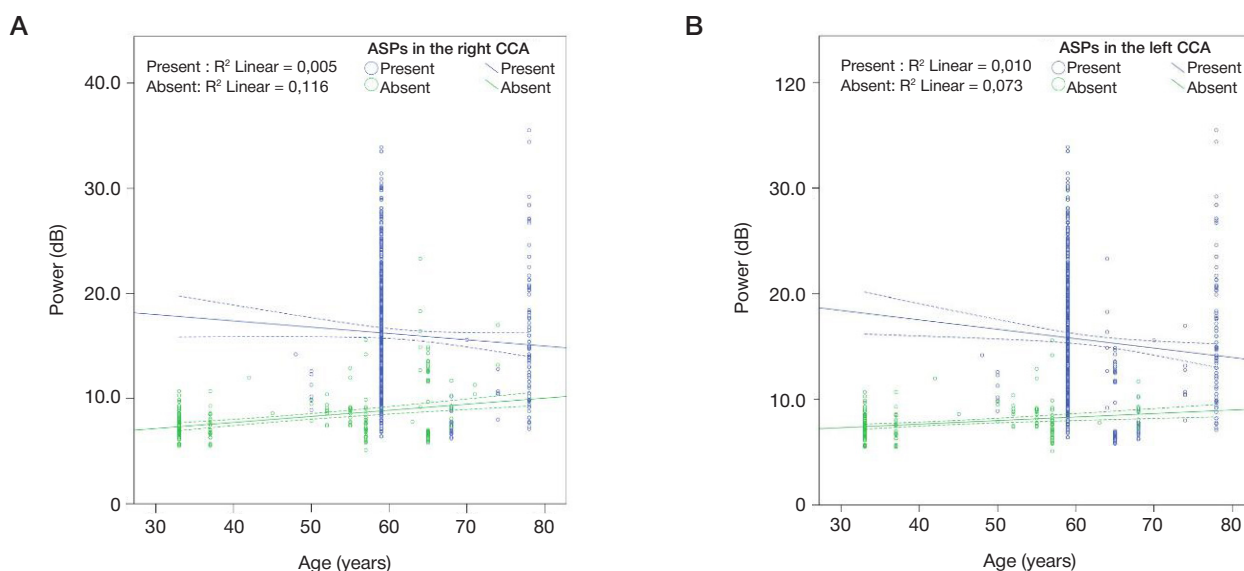 A
ASPs in the right CCA
Present : R² Linear = 0,005
Absent: R² Linear = 0,116
Present
Present
Absent
Absent
40.0
30.0
20.0
10.0
0
Power (dB)
30 40 50 60 70 80
Age (years)
B
ASPs in the left CCA
Present : R² Linear = 0,010
Absent: R² Linear = 0,073
Present
Present
Absent
Absent
120
30.0
20.0
10.0
0
Power (dB)
30 40 50 60 70 80
Age (years)